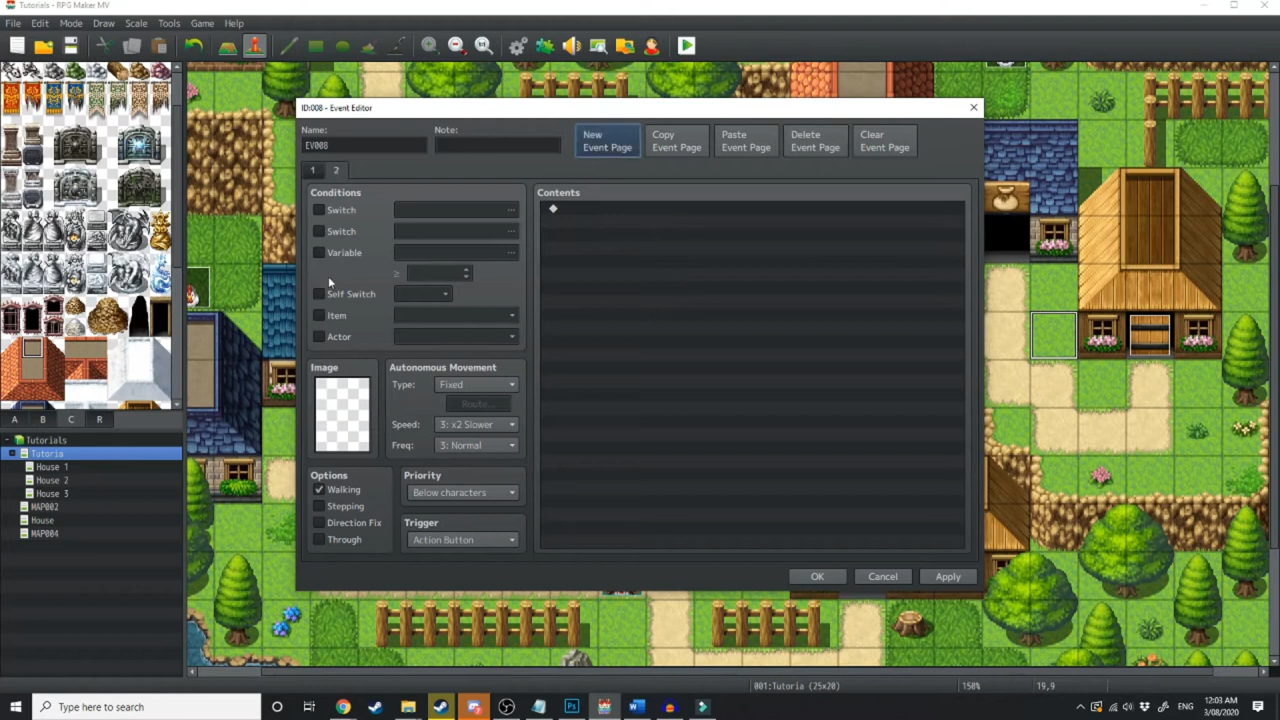 Tutorials - RPG Maker MV
File Edit Mode Draw Scale Tools Game Help
ID:008 - Event Editor
Name: Note:
EV008
New Event Page
Copy Event Page
Paste Event Page
Delete Event Page
Clear Event Page
1 2
Conditions
Switch ...
Switch ...
Variable ...
≥
Self Switch
Item
Actor
Image
Autonomous Movement
Type: Fixed
Route...
Speed: 3: x2 Slower
Freq: 3: Normal
Options
Walking
Stepping
Direction Fix
Through
Priority
Below characters
Trigger
Action Button
Contents
OK Cancel Apply
A B C R
Tutorials
Tutoria
House 1
House 2
House 3
MAP002
House
MAP004
001:Tutoria (25x20) 150% 19,9
Type here to search
ENG
12:03 AM
3/08/2020